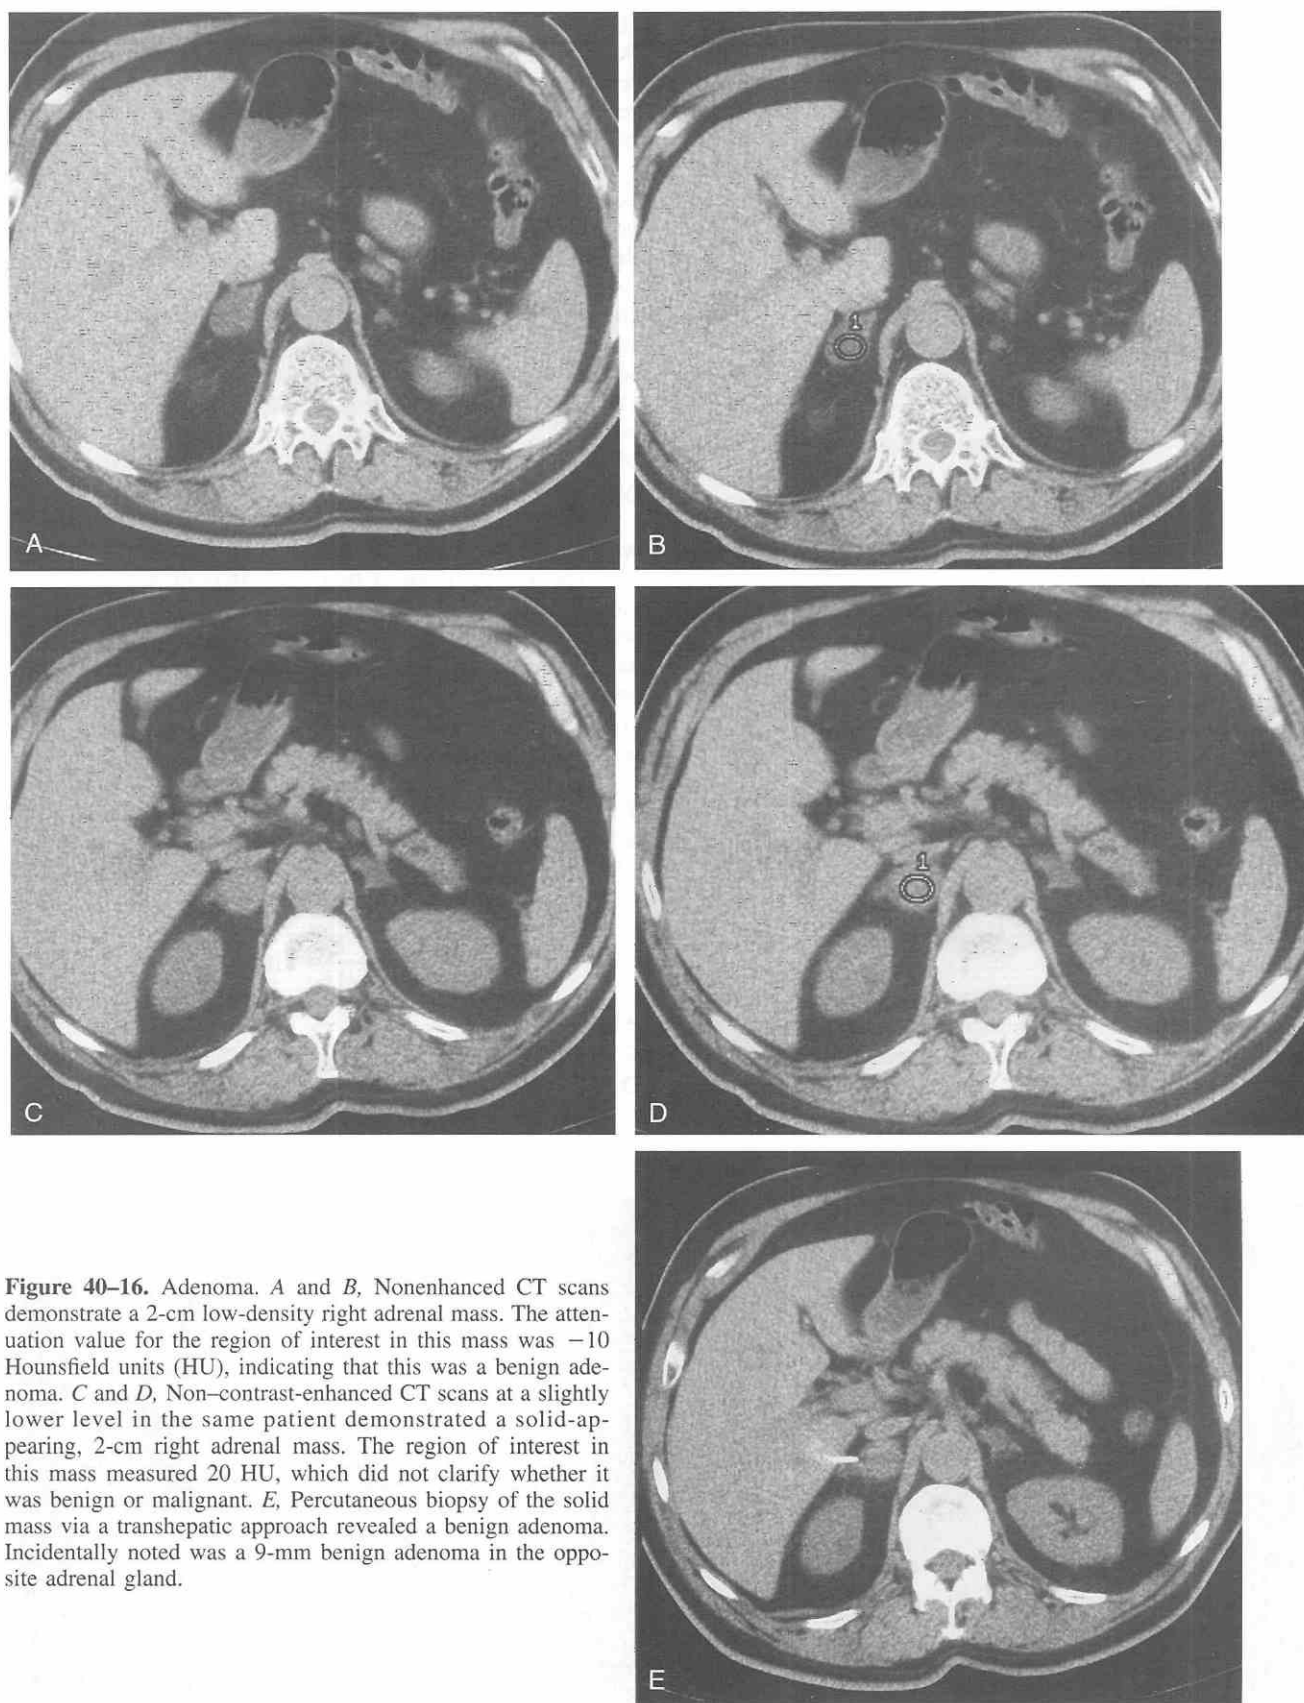 A
B
1
C
D
1
E
Figure 40–16. Adenoma. A and B, Nonenhanced CT scans
demonstrate a 2-cm low-density right adrenal mass. The atten-
uation value for the region of interest in this mass was −10
Hounsfield units (HU), indicating that this was a benign ade-
noma. C and D, Non–contrast-enhanced CT scans at a slightly
lower level in the same patient demonstrated a solid-ap-
pearing, 2-cm right adrenal mass. The region of interest in
this mass measured 20 HU, which did not clarify whether it
was benign or malignant. E, Percutaneous biopsy of the solid
mass via a transhepatic approach revealed a benign adenoma.
Incidentally noted was a 9-mm benign adenoma in the oppo-
site adrenal gland.